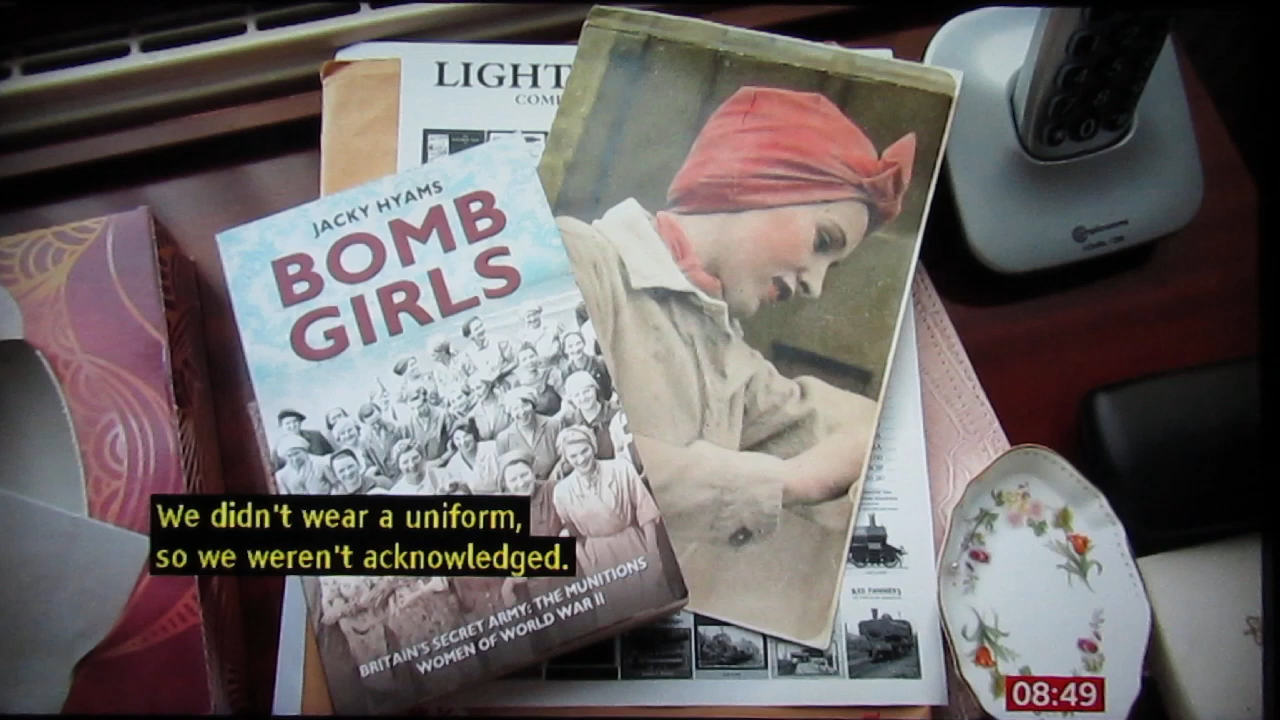 LIGHT
COM
JACKY HYAMS
BOMB
GIRLS
We didn't wear a uniform,
so we weren't acknowledged.
BRITAIN'S SECRET ARMY: THE MUNITIONS
WOMEN OF WORLD WAR II
08:49